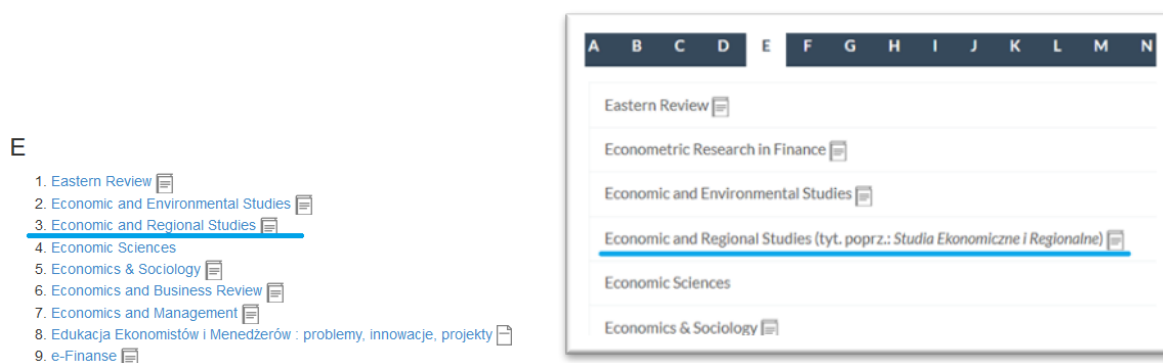 E
1. Eastern Review
2. Economic and Environmental Studies
3. Economic and Regional Studies
4. Economic Sciences
5. Economics & Sociology
6. Economics and Business Review
7. Economics and Management
8. Edukacja Ekonomistów i Menedżerów : problemy, innowacje, projekty
9. e-Finanse
A B C D E F G H I J K L M N
Eastern Review
Econometric Research in Finance
Economic and Environmental Studies
Economic and Regional Studies (tyt. poprz.: Studia Ekonomiczne i Regionalne)
Economic Sciences
Economics & Sociology